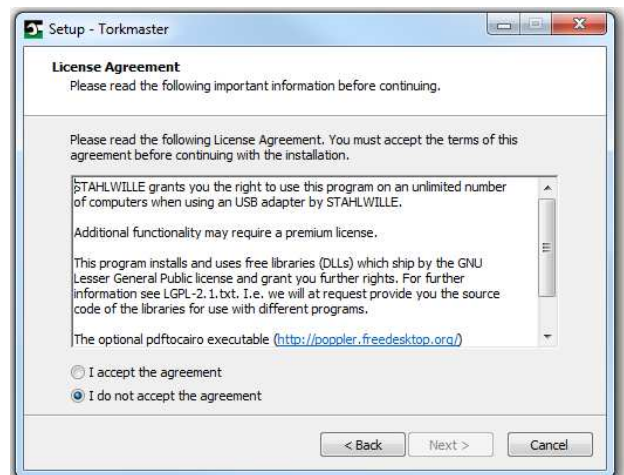 Setup - Torkmaster
License Agreement
Please read the following important information before continuing.
Please read the following License Agreement. You must accept the terms of this
agreement before continuing with the installation.
STAHLWILLE grants you the right to use this program on an unlimited number
of computers when using an USB adapter by STAHLWILLE.
Additional functionality may require a premium license.
This program installs and uses free libraries (DLLs) which ship by the GNU
Lesser General Public license and grant you further rights. For further
information see LGPL-2.1.txt. I.e. we will at request provide you the source
code of the libraries for use with different programs.
The optional pdftocairo executable (http://poppler.freedesktop.org/)
I accept the agreement
I do not accept the agreement
< Back Next > Cancel